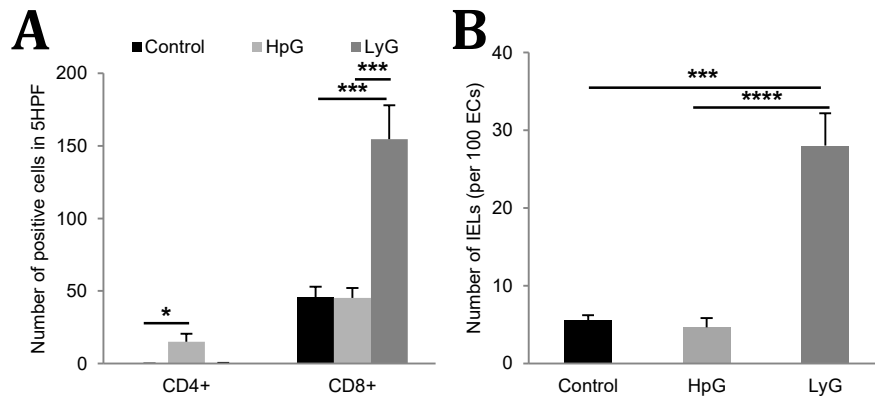 A
Control HpG LyG
Number of positive cells in 5HPF
200
150
100
50
0
***
***
*
CD4+ CD8+
B
Number of IELs (per 100 ECs)
40
30
20
10
0
***
****
Control HpG LyG